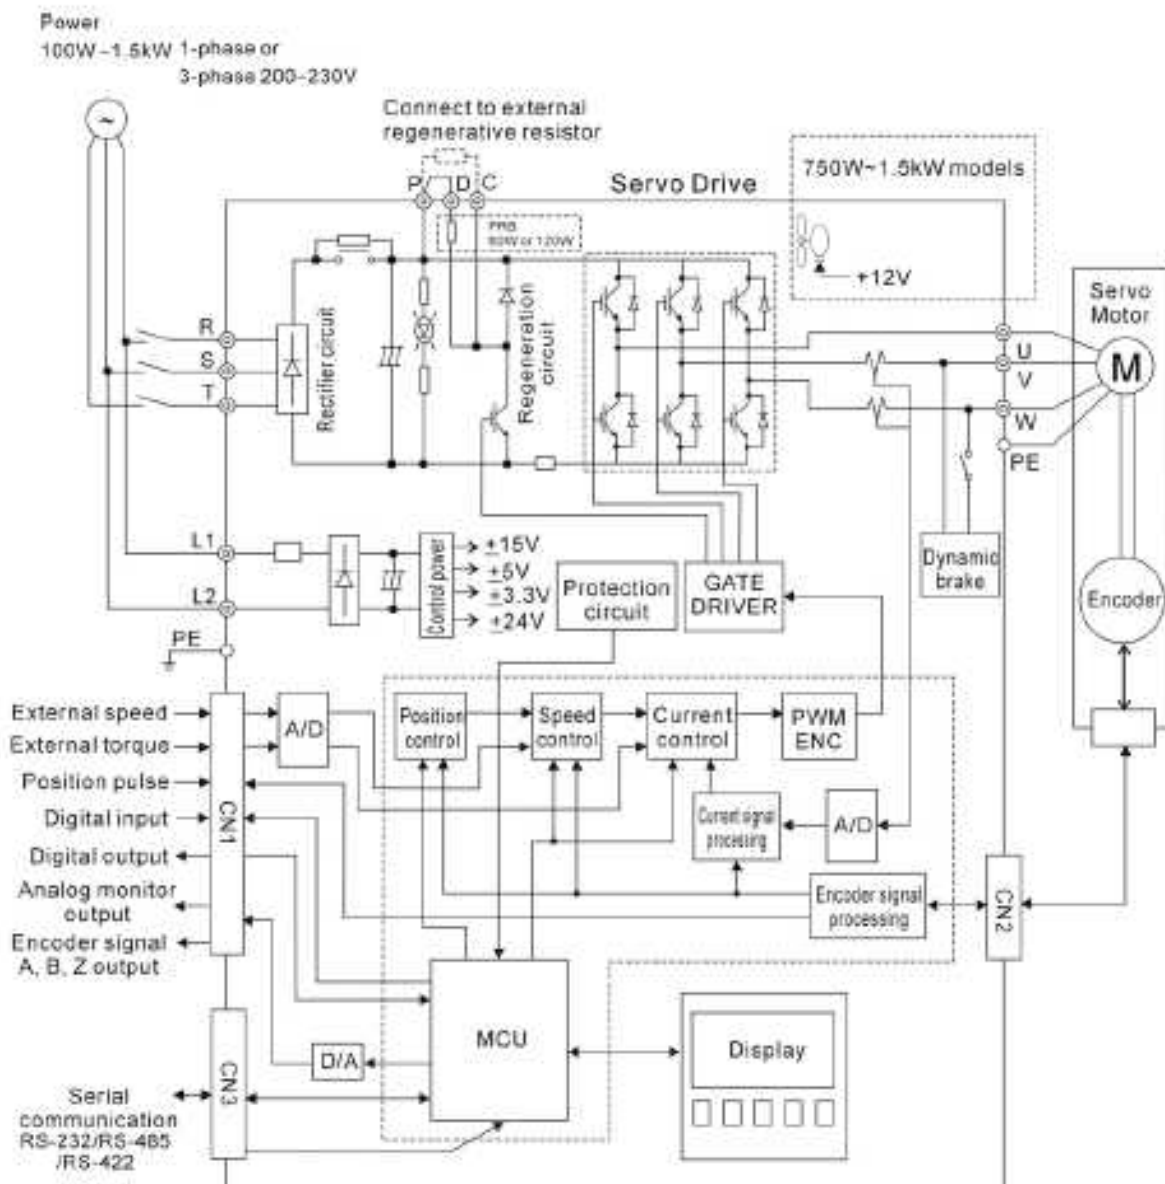 Power
100W~1.5kW 1-phase or
3-phase 200~230V
Connect to external
regenerative resistor
P D C
Servo Drive
750W~1.5kW models
+12V
PRB
60W or 120W
Regeneration
circuit
Rectifier circuit
R
S
T
Servo
Motor
M
U
V
W
PE
L1
L2
PE
Control power
+15V
+5V
+3.3V
+24V
Protection
circuit
GATE
DRIVER
Dynamic
brake
Encoder
External speed
External torque
Position pulse
Digital input
Digital output
Analog monitor
output
Encoder signal
A, B, Z output
CN1
A/D
Position
control
Speed
control
Current
control
PWM
ENC
Current signal
processing
A/D
Encoder signal
processing
CN2
MCU
D/A
Display
CN3
Serial
communication
RS-232/RS-485
/RS-422